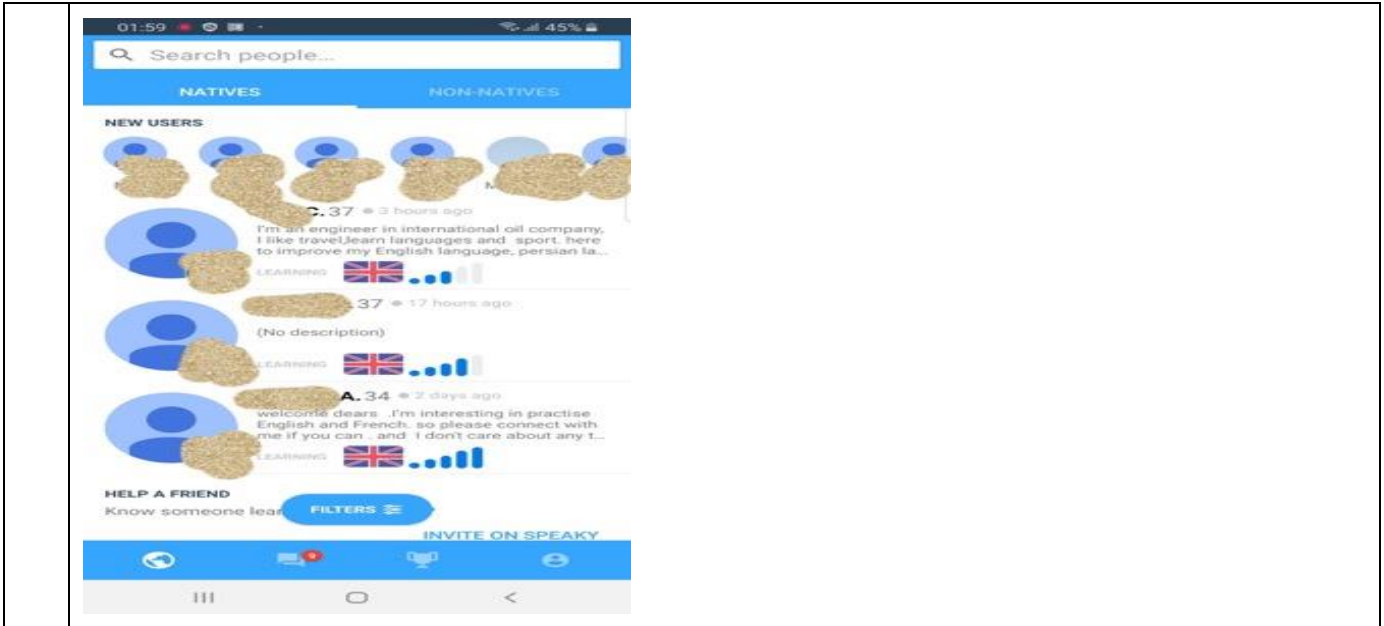 01:59
45%
Search people...
NATIVES NON-NATIVES
NEW USERS
M
C. 37 3 hours ago
I'm an engineer in international oil company,
I like travel,learn languages and sport. here
to improve my English language, persian la...
LEARNING
37 17 hours ago
(No description)
LEARNING
A. 34 2 days ago
welcome dears .I'm interesting in practise
English and French. so please connect with
me if you can . and I don't care about any t...
LEARNING
HELP A FRIEND
Know someone lear
FILTERS
INVITE ON SPEAKY
9